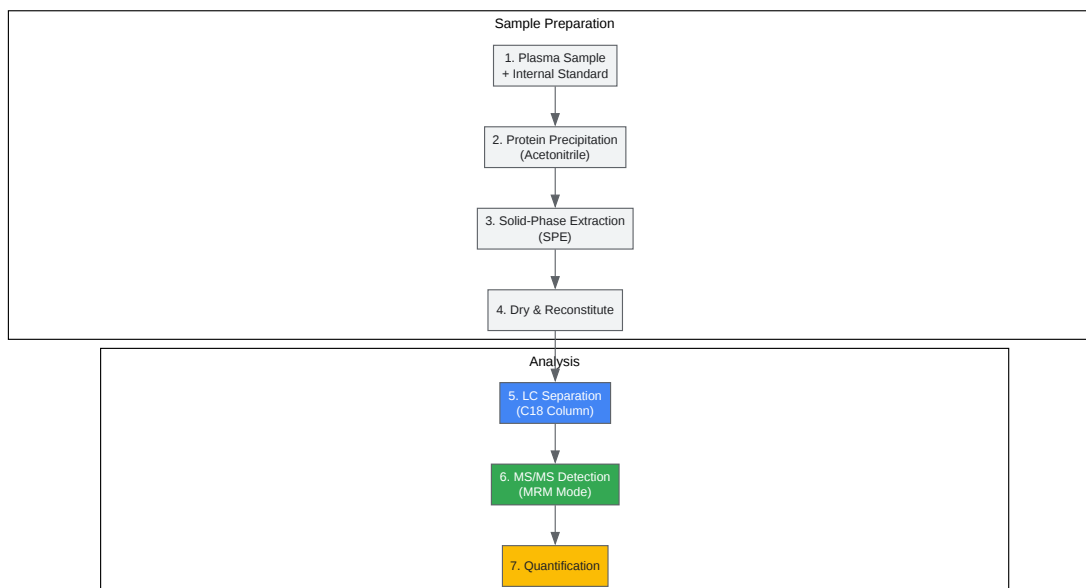 Sample Preparation
1. Plasma Sample
+ Internal Standard
2. Protein Precipitation
(Acetonitrile)
3. Solid-Phase Extraction
(SPE)
4. Dry & Reconstitute
Analysis
5. LC Separation
(C18 Column)
6. MS/MS Detection
(MRM Mode)
7. Quantification